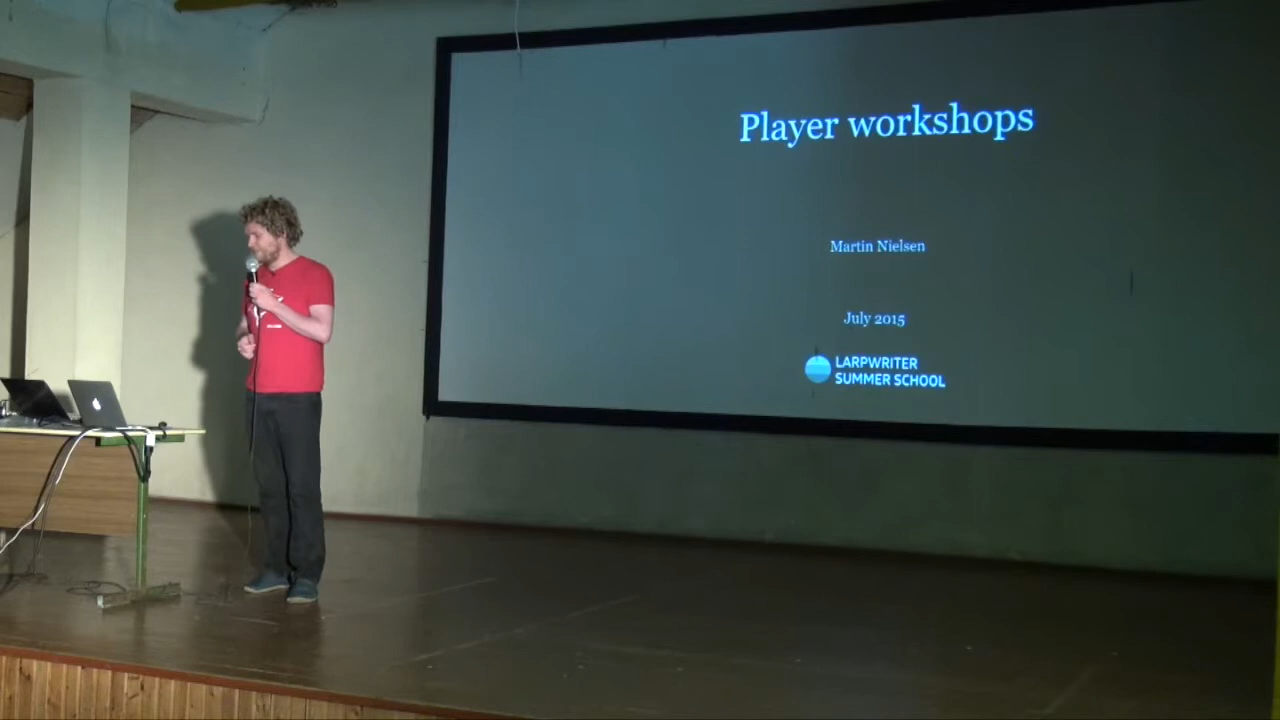 Player workshops
Martin Nielsen
July 2015
LARPWRITER
SUMMER SCHOOL